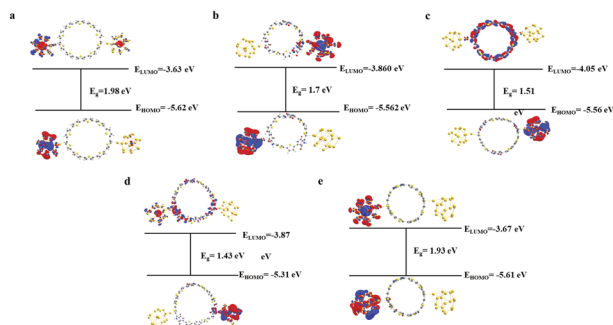 a
b
c
E_LUMO=-3.63 eV
E_g=1.98 eV
E_HOMO= -5.62 eV
E_LUMO=-3.860 eV
E_g= 1.7 eV
E_HOMO= -5.562 eV
E_LUMO= -4.05 eV
E_g= 1.51
eV
E_HOMO= -5.56 eV
d
e
E_LUMO=-3.87
E_g= 1.43 eV
eV
E_HOMO= -5.31 eV
E_LUMO= -3.67 eV
E_g= 1.93 eV
E_HOMO= -5.61 eV